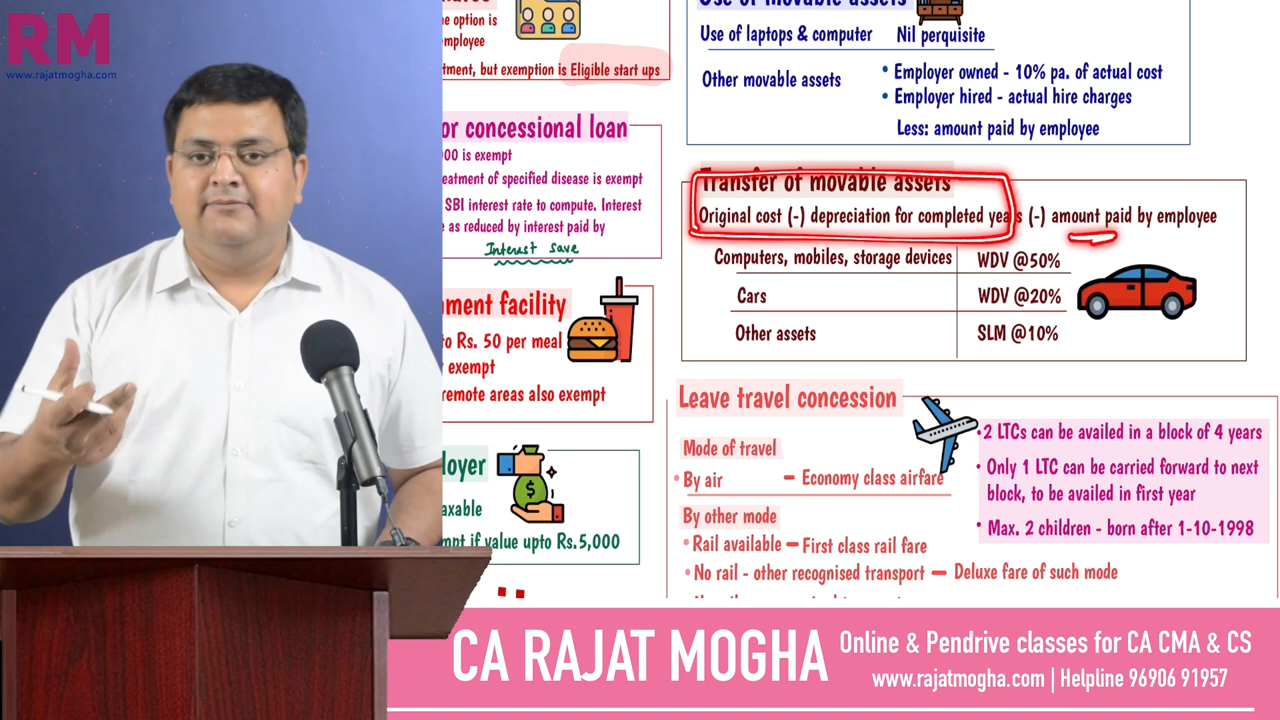 RM
www.rajatmogha.com
ne option is
mployee
tment, but exemption is Eligible start ups
or concessional loan
000 is exempt
eatment of specified disease is exempt
SBI interest rate to compute. Interest
e as reduced by interest paid by
Interest save
nment facility
to Rs. 50 per meal
exempt
remote areas also exempt
loyer
axable
mpt if value upto Rs.5,000
Use of movable assets
Use of laptops & computer Nil perquisite
Other movable assets
• Employer owned - 10% pa. of actual cost
• Employer hired - actual hire charges
Less: amount paid by employee
Transfer of movable assets
Original cost (-) depreciation for completed years (-) amount paid by employee
Computers, mobiles, storage devices WDV @50%
Cars WDV @20%
Other assets SLM @10%
Leave travel concession
Mode of travel
• By air – Economy class airfare
By other mode
• Rail available – First class rail fare
• No rail - other recognised transport – Deluxe fare of such mode
• 2 LTCs can be availed in a block of 4 years
• Only 1 LTC can be carried forward to next
block, to be availed in first year
• Max. 2 children - born after 1-10-1998
CA RAJAT MOGHA
Online & Pendrive classes for CA CMA & CS
www.rajatmogha.com | Helpline 96906 91957